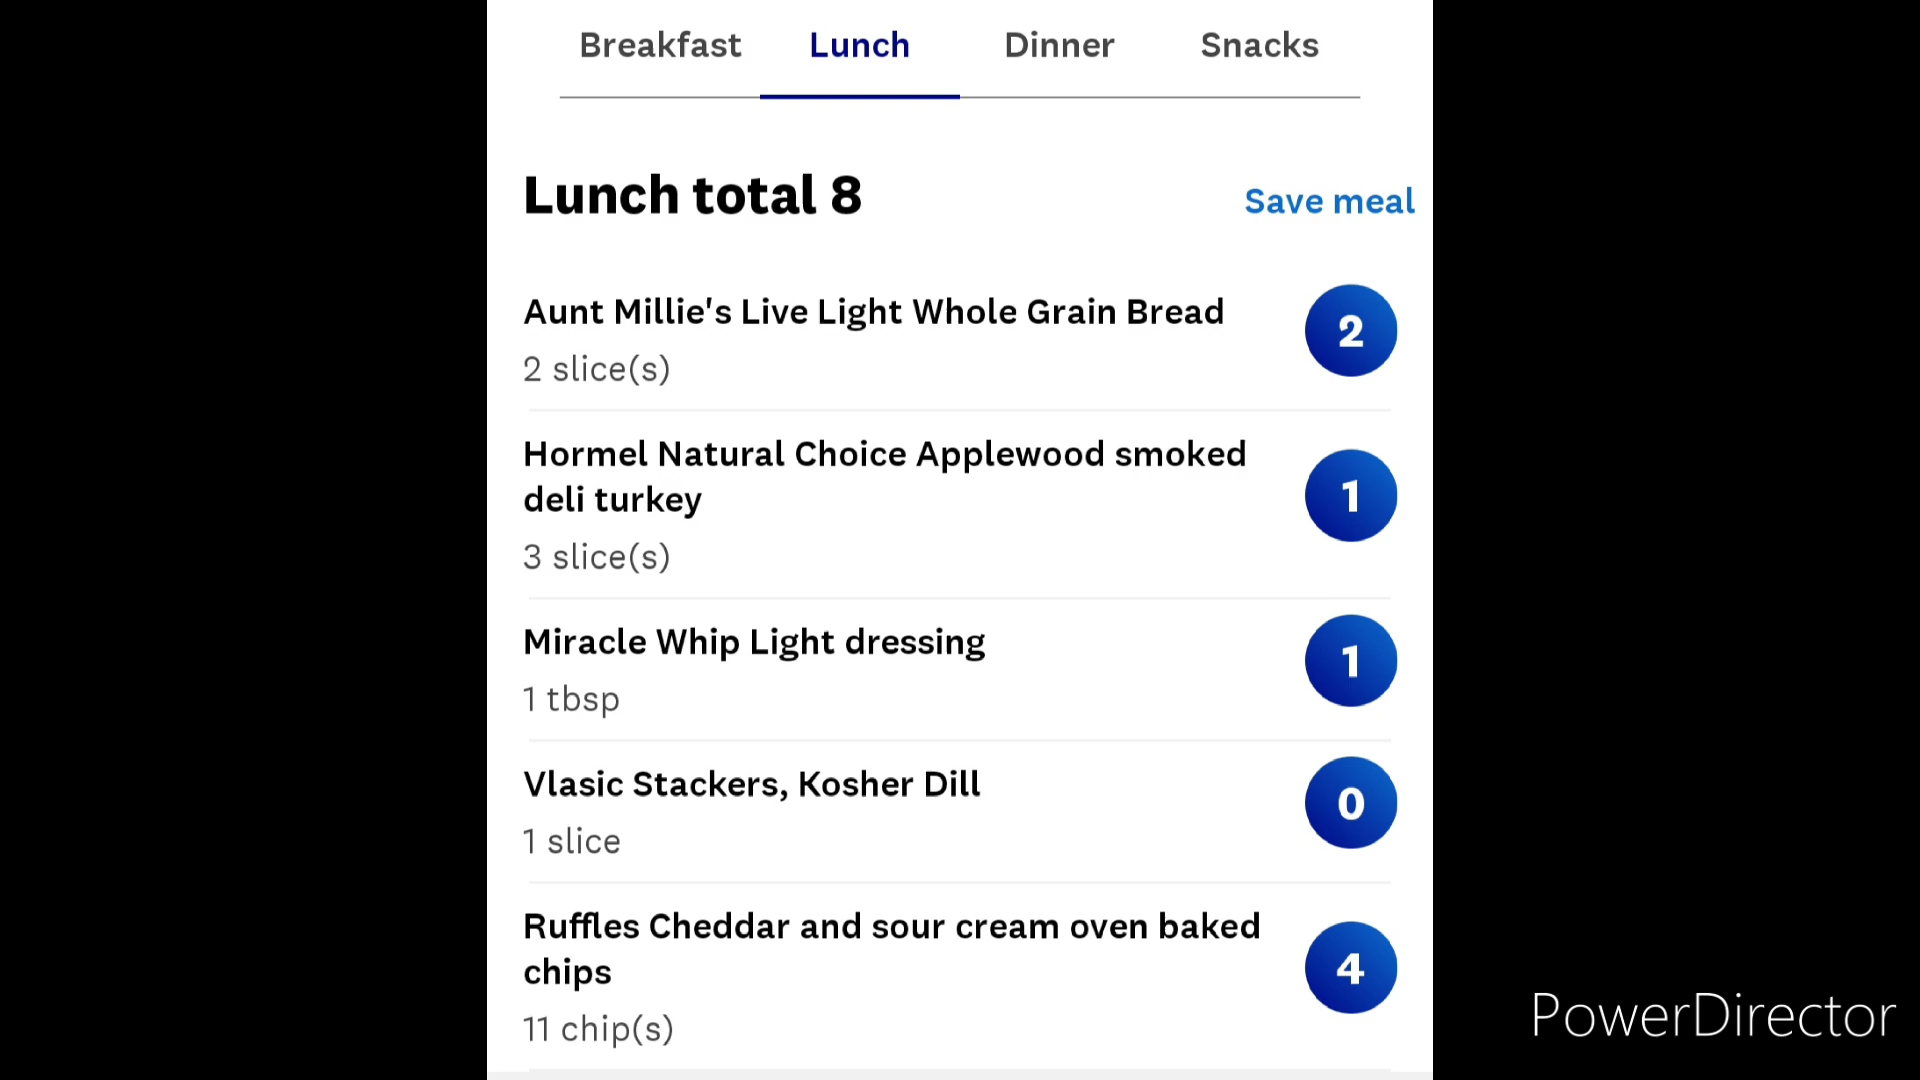 Breakfast Lunch Dinner Snacks
Lunch total 8 Save meal
Aunt Millie's Live Light Whole Grain Bread
2 slice(s)
2
Hormel Natural Choice Applewood smoked
deli turkey
3 slice(s)
1
Miracle Whip Light dressing
1 tbsp
1
Vlasic Stackers, Kosher Dill
1 slice
0
Ruffles Cheddar and sour cream oven baked
chips
11 chip(s)
4
PowerDirector